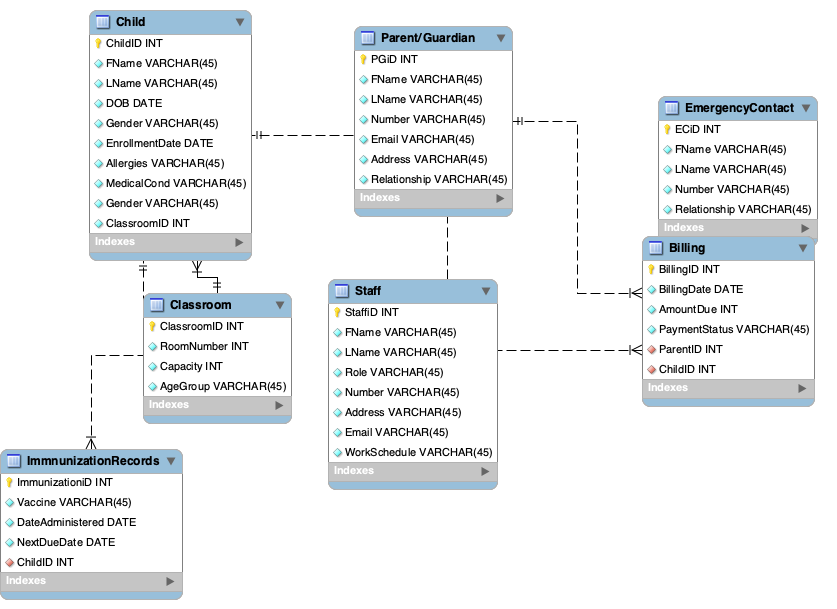 Child
ChildID INT
FName VARCHAR(45)
LName VARCHAR(45)
DOB DATE
Gender VARCHAR(45)
EnrollmentDate DATE
Allergies VARCHAR(45)
MedicalCond VARCHAR(45)
Gender VARCHAR(45)
ClassroomID INT
Indexes
Parent/Guardian
PGiD INT
FName VARCHAR(45)
LName VARCHAR(45)
Number VARCHAR(45)
Email VARCHAR(45)
Address VARCHAR(45)
Relationship VARCHAR(45)
Indexes
EmergencyContact
ECiD INT
FName VARCHAR(45)
LName VARCHAR(45)
Number VARCHAR(45)
Relationship VARCHAR(45)
Indexes
Billing
BillingID INT
BillingDate DATE
AmountDue INT
PaymentStatus VARCHAR(45)
ParentID INT
ChildID INT
Indexes
Classroom
ClassroomID INT
RoomNumber INT
Capacity INT
AgeGroup VARCHAR(45)
Indexes
Staff
StaffiD INT
FName VARCHAR(45)
LName VARCHAR(45)
Role VARCHAR(45)
Number VARCHAR(45)
Address VARCHAR(45)
Email VARCHAR(45)
WorkSchedule VARCHAR(45)
Indexes
ImmnunizationRecords
ImmunizationiD INT
Vaccine VARCHAR(45)
DateAdministered DATE
NextDueDate DATE
ChildID INT
Indexes